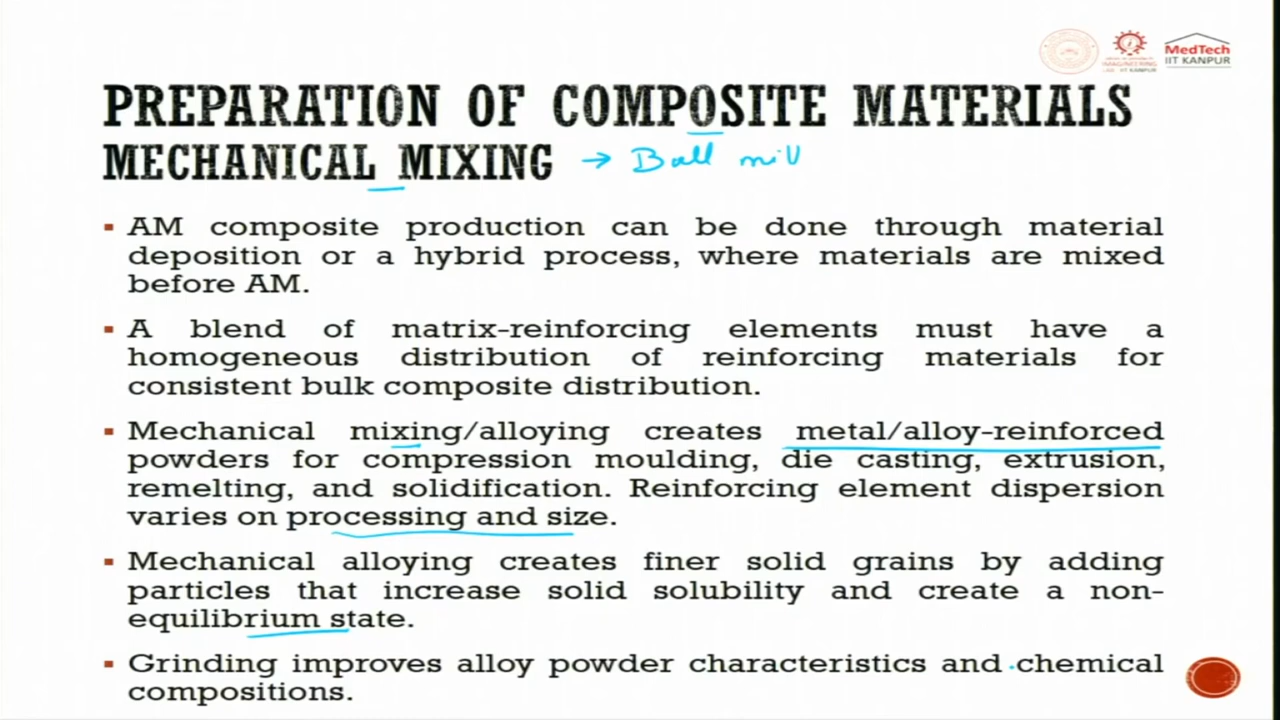 MedTech
IIT KANPUR
PREPARATION OF COMPOSITE MATERIALS
MECHANICAL MIXING → Ball mill
▪ AM composite production can be done through material
deposition or a hybrid process, where materials are mixed
before AM.
▪ A blend of matrix-reinforcing elements must have a
homogeneous distribution of reinforcing materials for
consistent bulk composite distribution.
▪ Mechanical mixing/alloying creates metal/alloy-reinforced
powders for compression moulding, die casting, extrusion,
remelting, and solidification. Reinforcing element dispersion
varies on processing and size.
▪ Mechanical alloying creates finer solid grains by adding
particles that increase solid solubility and create a non-
equilibrium state.
▪ Grinding improves alloy powder characteristics and chemical
compositions.